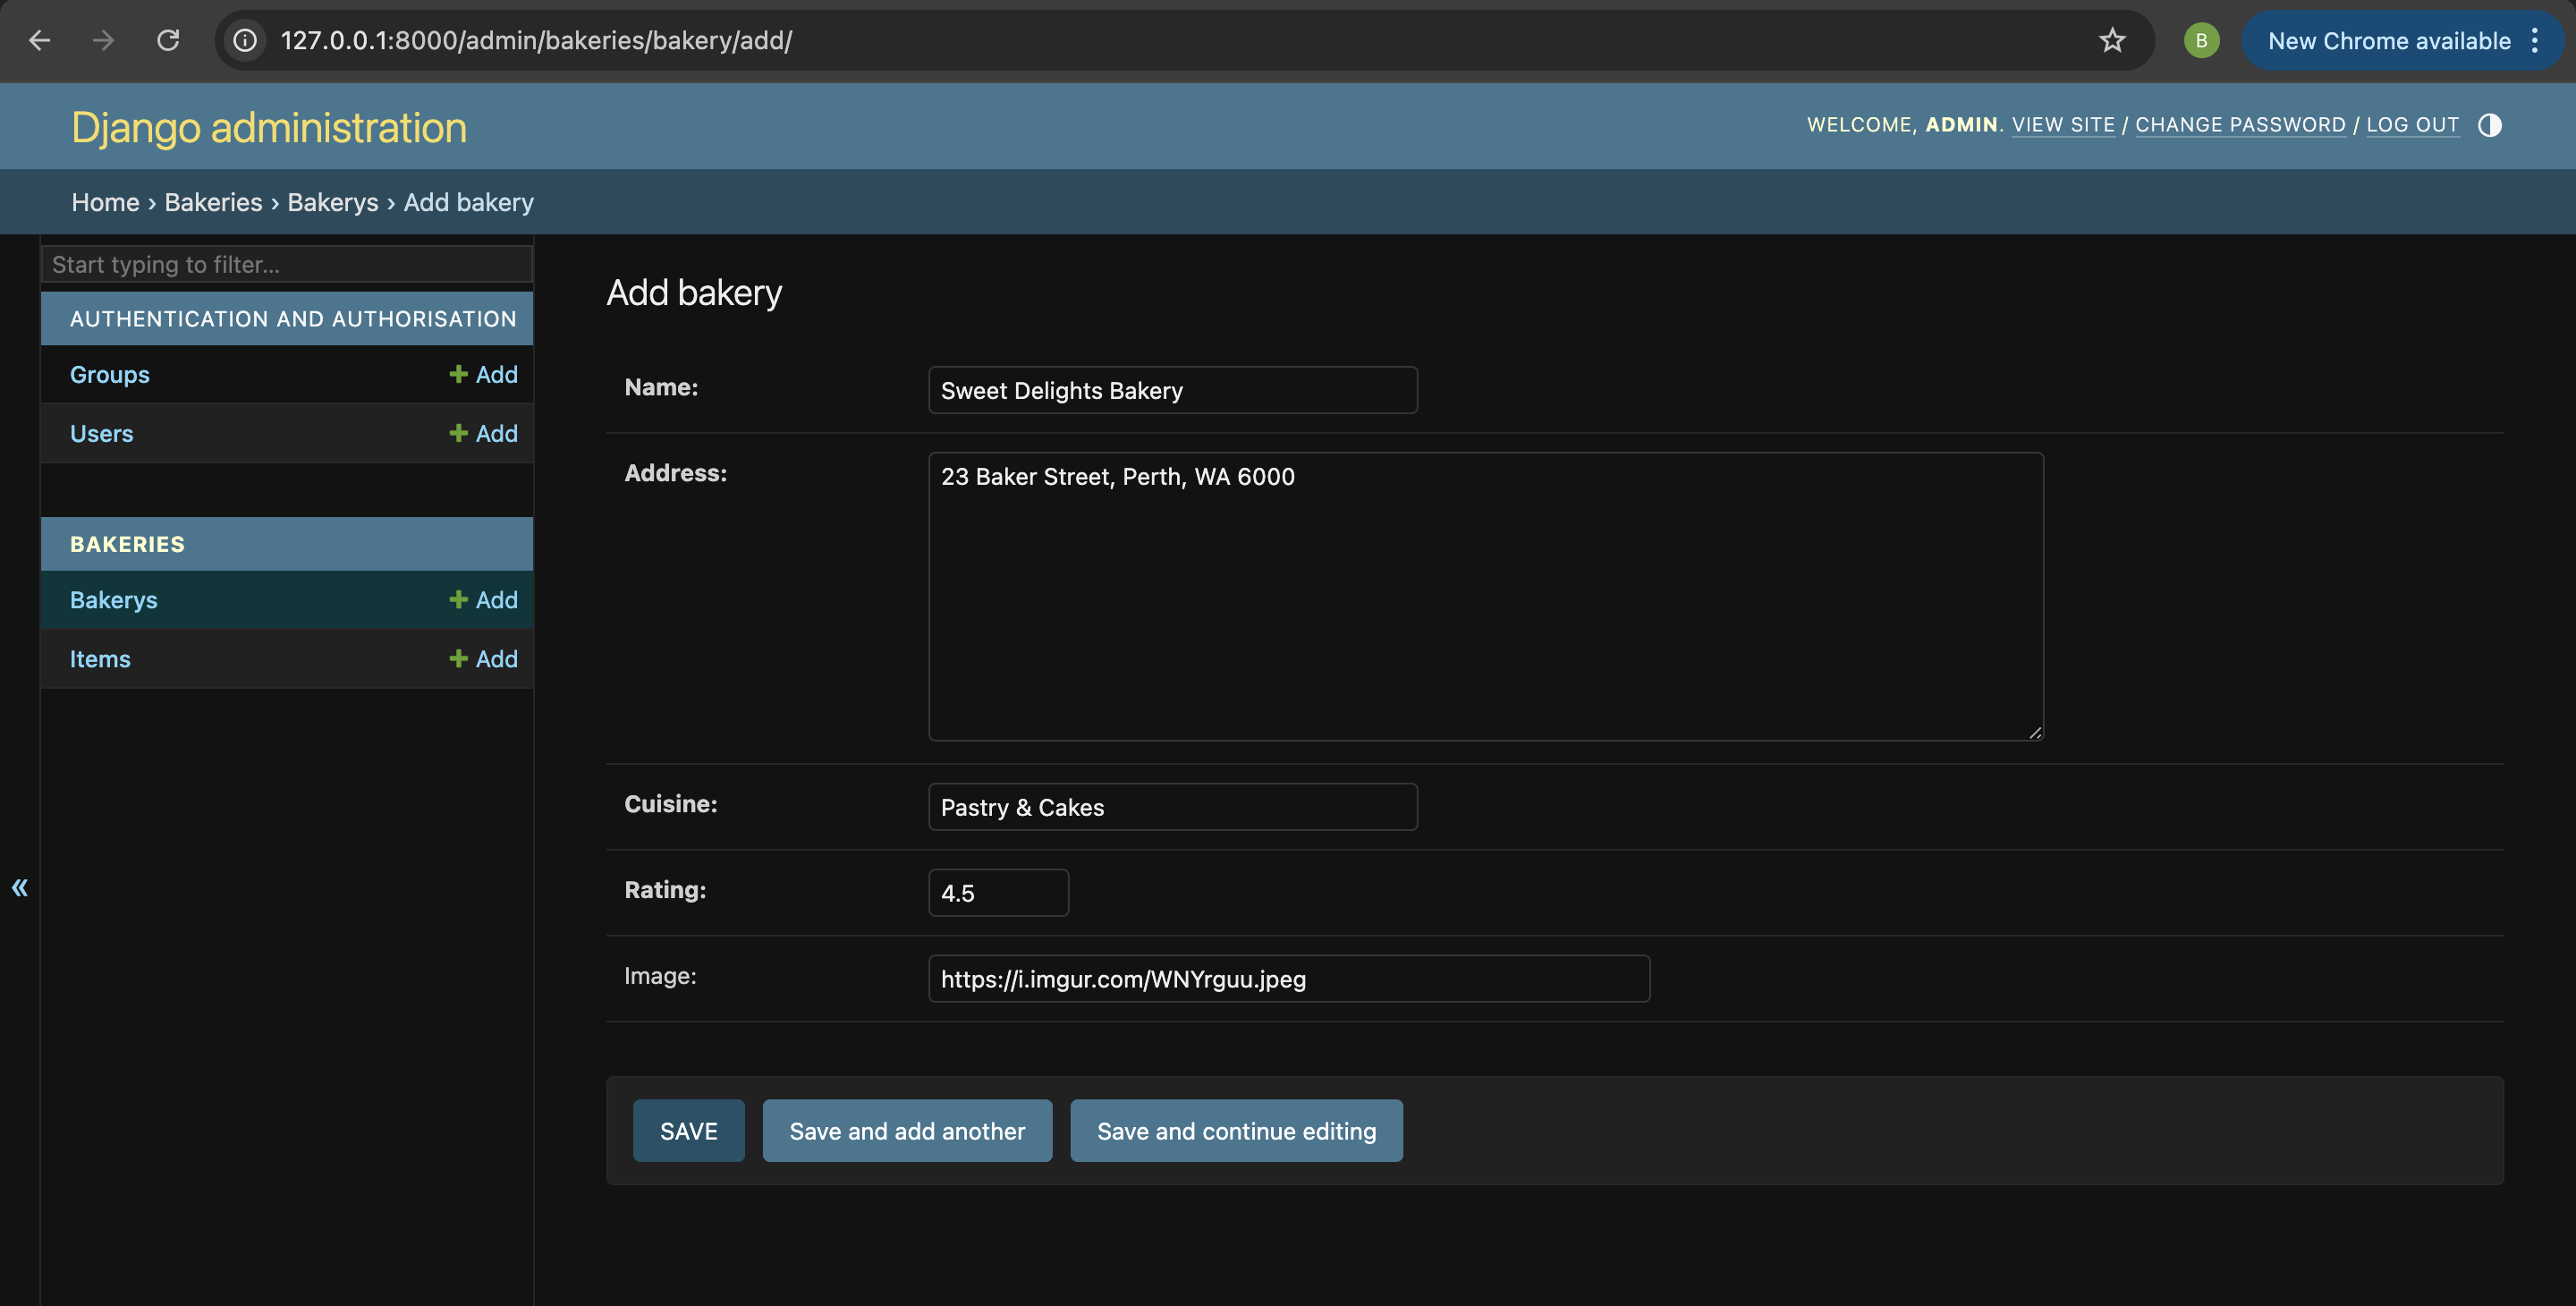 127.0.0.1:8000/admin/bakeries/bakery/add/
B
New Chrome available
Django administration
WELCOME, ADMIN. VIEW SITE / CHANGE PASSWORD / LOG OUT
Home › Bakeries › Bakerys › Add bakery
Start typing to filter...
AUTHENTICATION AND AUTHORISATION
Groups + Add
Users + Add
BAKERIES
Bakerys + Add
Items + Add
«
Add bakery
Name: Sweet Delights Bakery
Address: 23 Baker Street, Perth, WA 6000
Cuisine: Pastry & Cakes
Rating: 4.5
Image: https://i.imgur.com/WNYrguu.jpeg
SAVE Save and add another Save and continue editing